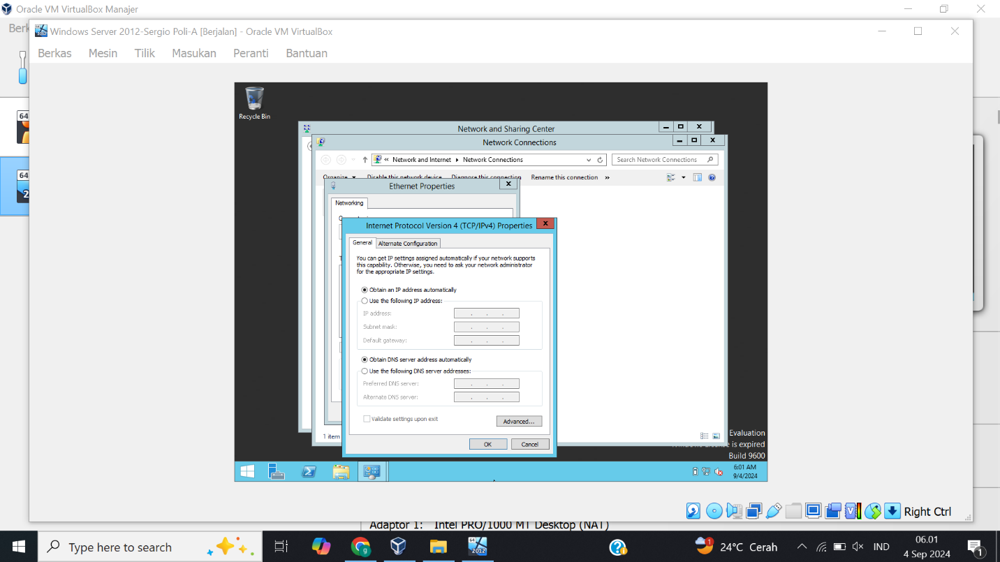 Oracle VM VirtualBox Manajer
Berk
Windows Server 2012-Sergio Poli-A [Berjalan] - Oracle VM VirtualBox
Berkas Mesin Tilik Masukan Peranti Bantuan
Recycle Bin
64
Network and Sharing Center
Network Connections
Network and Internet Network Connections
Search Network Connections
Organize Disable this network device Diagnose this connection Rename this connection »
64
2
Ethernet Properties
Networking
Internet Protocol Version 4 (TCP/IPv4) Properties
General Alternate Configuration
You can get IP settings assigned automatically if your network supports
this capability. Otherwise, you need to ask your network administrator
for the appropriate IP settings.
Obtain an IP address automatically
Use the following IP address:
IP address:
Subnet mask:
Default gateway:
Obtain DNS server address automatically
Use the following DNS server addresses:
Preferred DNS server:
Alternate DNS server:
Validate settings upon exit
Advanced...
OK Cancel
1 item
Evaluation
is expired
Build 9600
6:01 AM
9/4/2024
Right Ctrl
Adaptor 1: Intel PRO/1000 MT Desktop (NAT)
Type here to search
64
2012
1
24°C Cerah
IND
06.01
4 Sep 2024
1